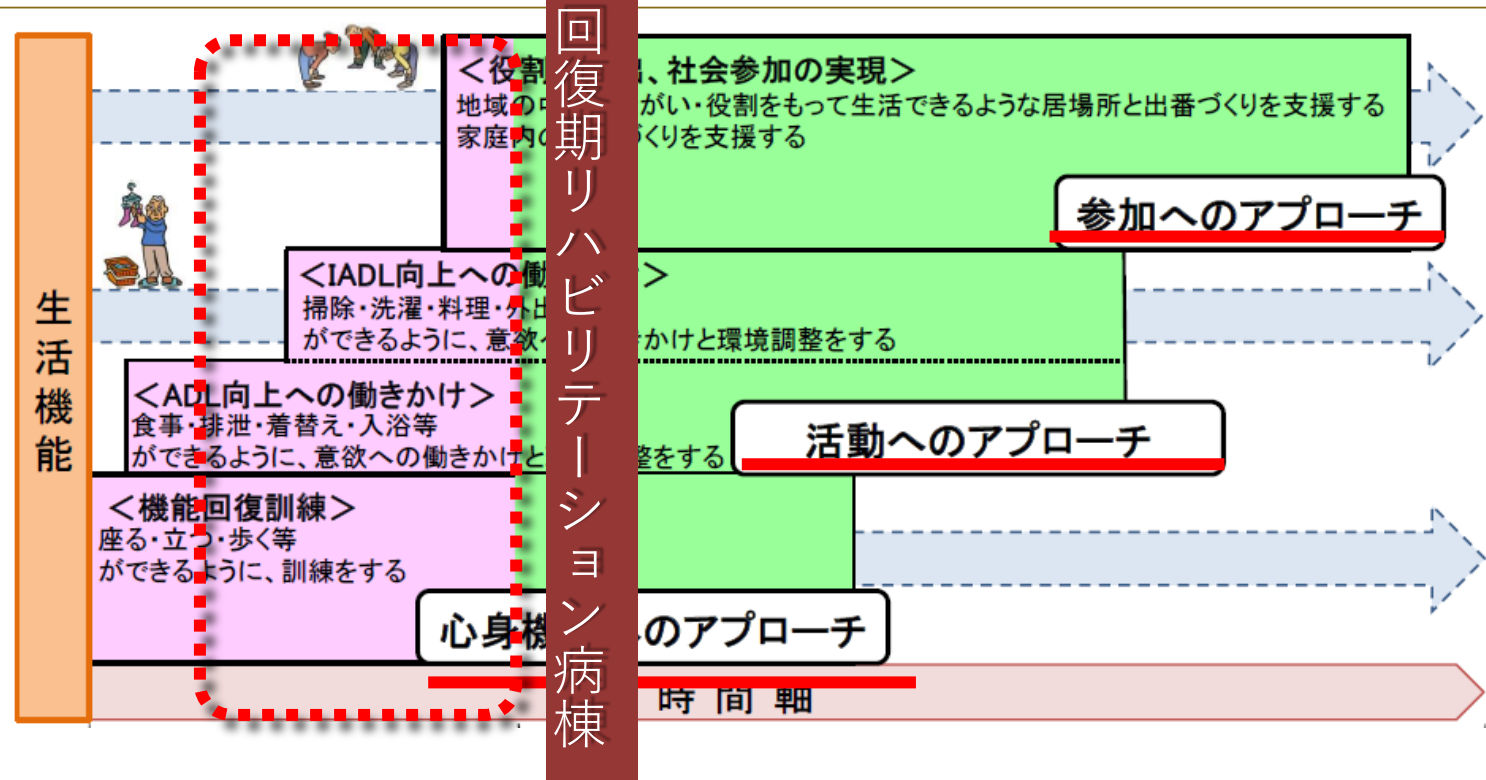 生活機能
回復期リハビリテーション病棟
＜役割 、社会参加の実現＞
地域の がい・役割をもって生活できるような居場所と出番づくりを支援する
家庭内 づくりを支援する
参加へのアプローチ
＜IADL向上への働 ＞
掃除・洗濯・料理・外出
ができるように、意欲 きかけと環境調整をする
＜ADL向上への働きかけ＞
食事・排泄・着替え・入浴等
ができるように、意欲への働きかけと 整をする
活動へのアプローチ
＜機能回復訓練＞
座る・立つ・歩く等
ができるように、訓練をする
心身機 のアプローチ
時間軸